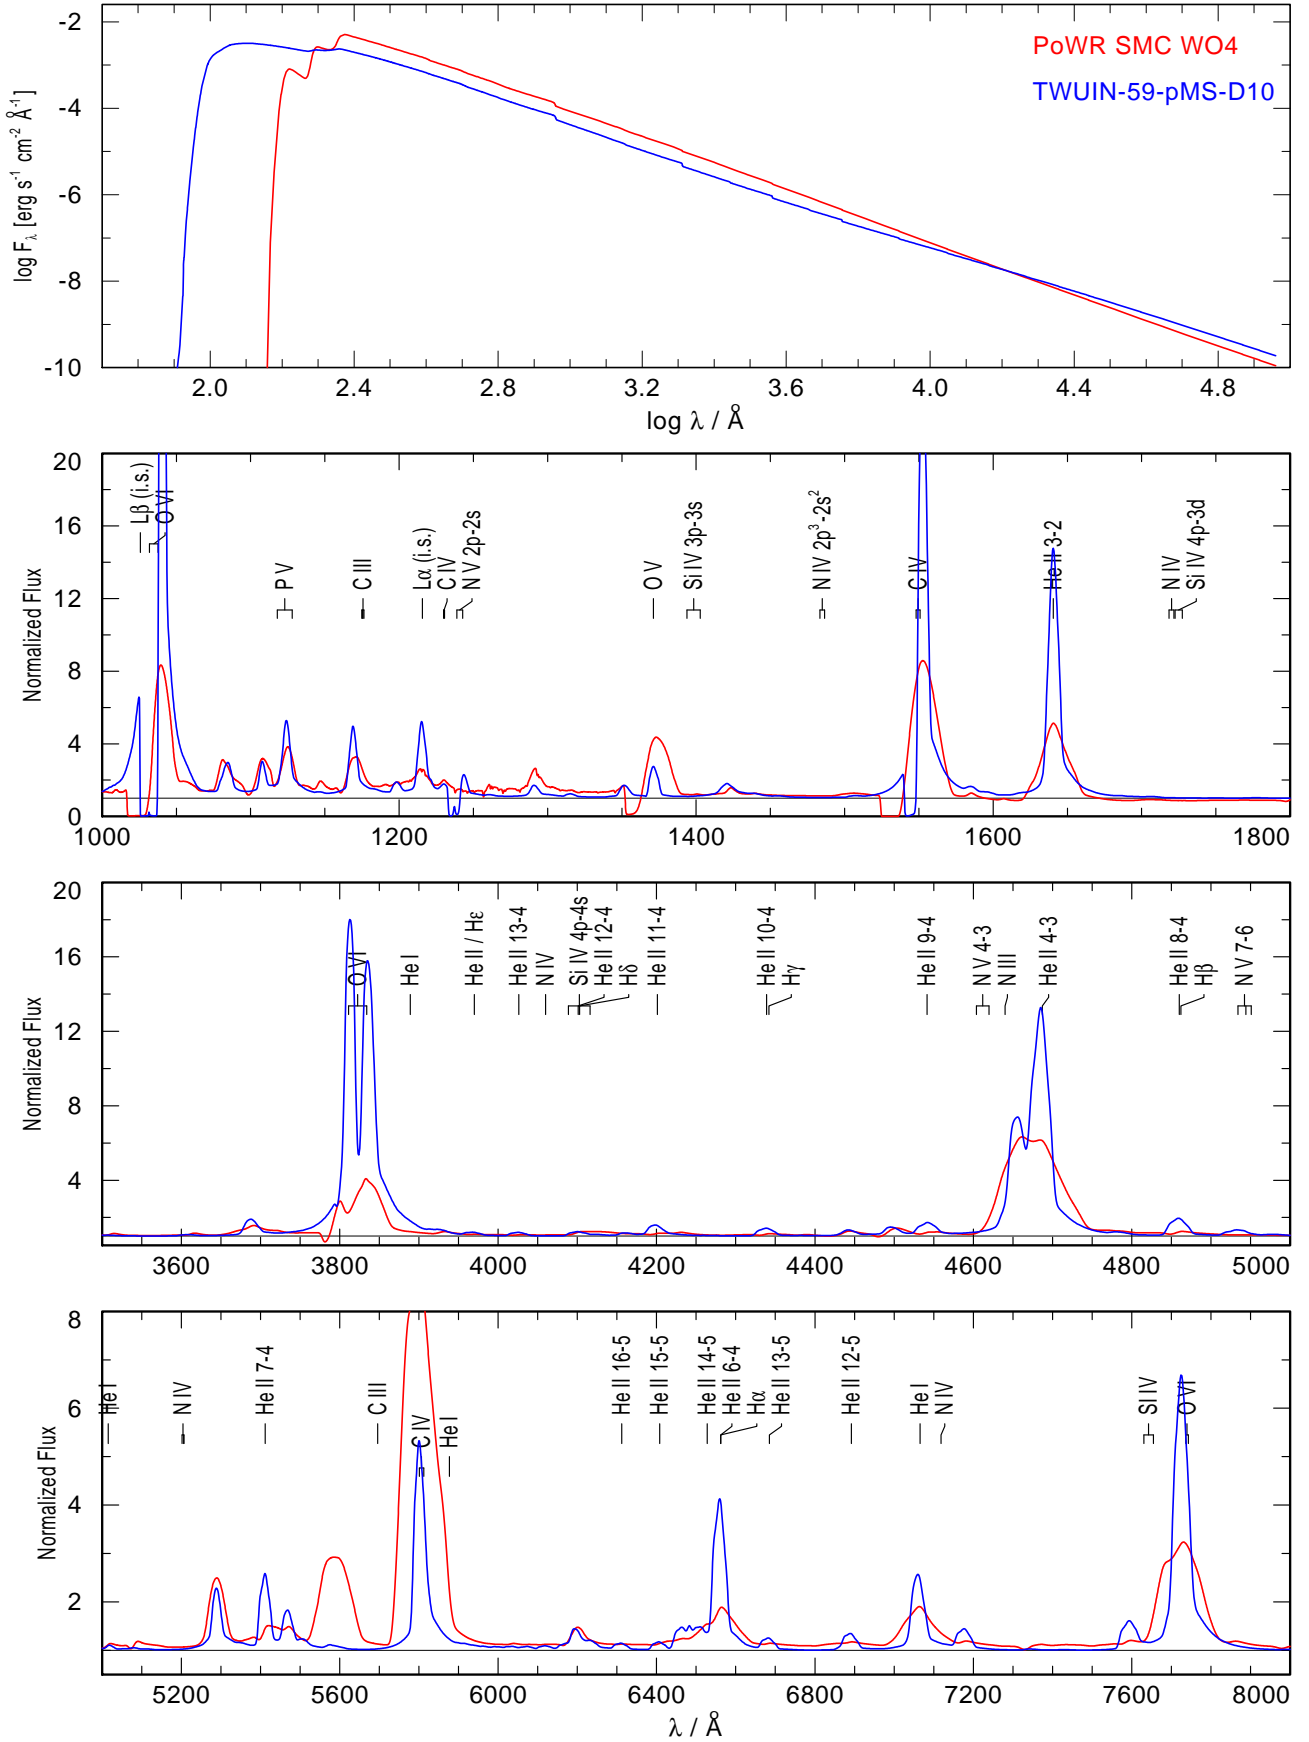 -2
-4
-6
-8
-10
log Fλ [erg s-1 cm-2 Å-1]
PoWR SMC WO4
TWUIN-59-pMS-D10
2.0 2.4 2.8 3.2 3.6 4.0 4.4 4.8
log λ / Å
20
16
12
8
4
0
Normalized Flux
Lβ (i.s.)
O VI
P V
C III
Lα (i.s.)
C IV
N V 2p-2s
O V
Si IV 3p-3s
N IV 2p3-2s2
C IV
He II 3-2
N IV
Si IV 4p-3d
1000 1200 1400 1600 1800
20
16
12
8
4
Normalized Flux
O VI
He I
He II / Hε
He II 13-4
N IV
Si IV 4p-4s
He II 12-4
Hδ
He II 11-4
He II 10-4
Hγ
He II 9-4
N V 4-3
N III
He II 4-3
He II 8-4
Hβ
N V 7-6
3600 3800 4000 4200 4400 4600 4800 5000
8
6
4
2
Normalized Flux
He I
N IV
He II 7-4
C III
C IV
He I
He II 16-5
He II 15-5
He II 14-5
He II 6-4
Hα
He II 13-5
He II 12-5
He I
N IV
Si IV
O VI
5200 5600 6000 6400 6800 7200 7600 8000
λ / Å